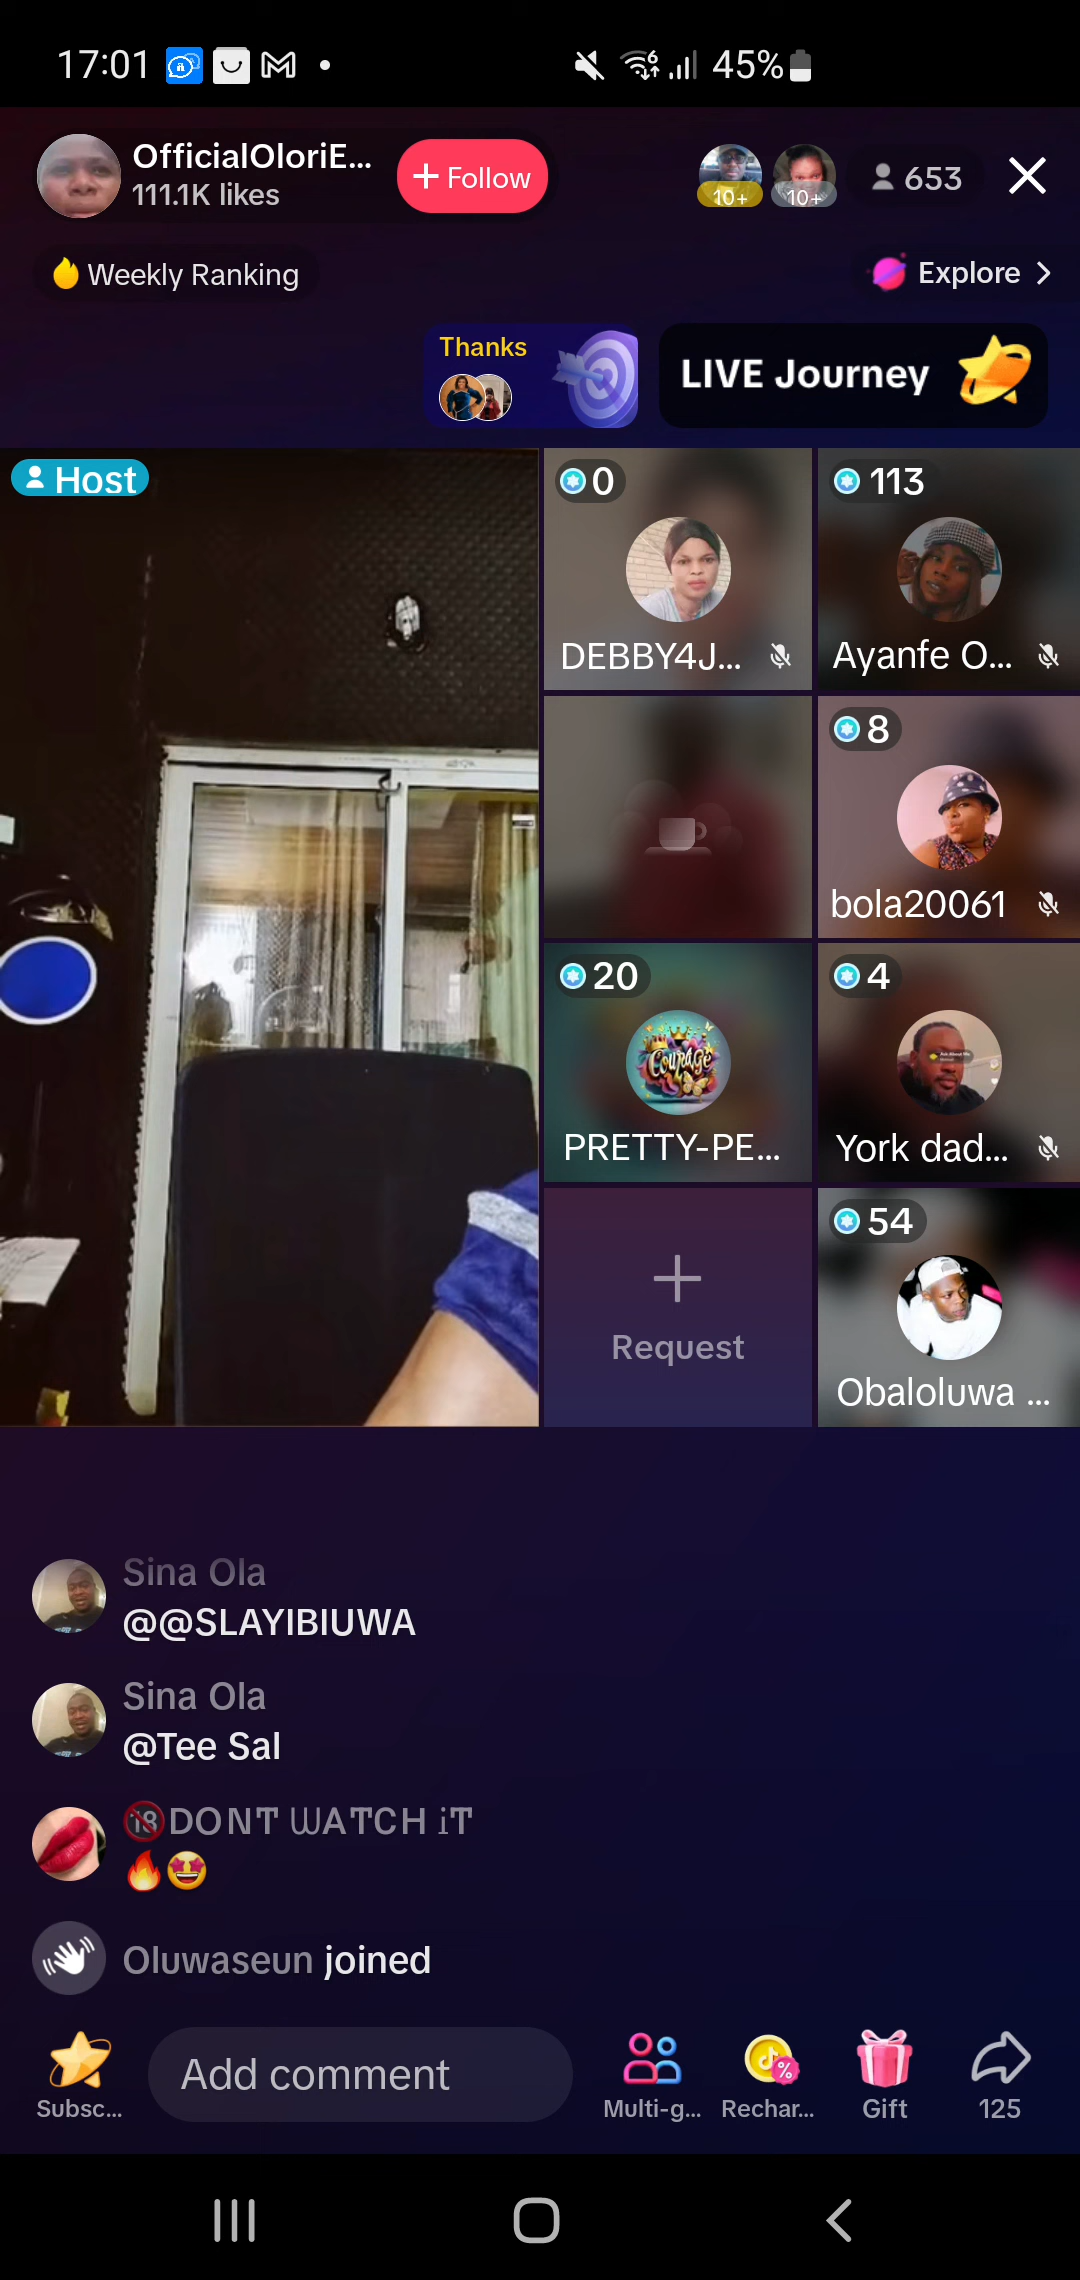 17:01
45%
OfficialOloriE...
111.1K likes
+ Follow
10+
10+
653
Weekly Ranking
Explore
Thanks
LIVE Journey
Host
0
DEBBY4J...
113
Ayanfe O...
8
bola20061
20
Courage
PRETTY-PE...
4
York dad...
Request
54
Obaloluwa ...
Sina Ola
@@SLAYIBIUWA
Sina Ola
@Tee Sal
🔞DONT WATCH iT
🔥🤩
Oluwaseun joined
Subsc...
Add comment
Multi-g...
Rechar...
Gift
125